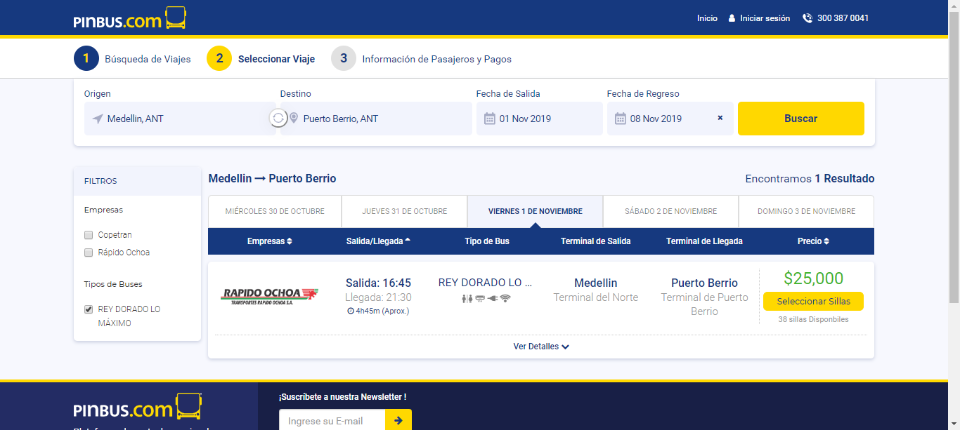 PINBUS.com
Inicio
Iniciar sesión
300 387 0041
1 Búsqueda de Viajes
2 Seleccionar Viaje
3 Información de Pasajeros y Pagos
Origen
Destino
Fecha de Salida
Fecha de Regreso
Medellin, ANT
Puerto Berrio, ANT
01 Nov 2019
08 Nov 2019 ×
Buscar
FILTROS
Empresas
Copetran
Rápido Ochoa
Tipos de Buses
REY DORADO LO
MÁXIMO
Medellin → Puerto Berrio
Encontramos 1 Resultado
MIÉRCOLES 30 DE OCTUBRE
JUEVES 31 DE OCTUBRE
VIERNES 1 DE NOVIEMBRE
SÁBADO 2 DE NOVIEMBRE
DOMINGO 3 DE NOVIEMBRE
Empresas
Salida/Llegada
Tipo de Bus
Terminal de Salida
Terminal de Llegada
Precio
RAPIDO OCHOA
TRANSPORTES RAPIDO OCHOA S.A.
Salida: 16:45
Llegada: 21:30
4h45m (Aprox.)
REY DORADO LO ...
Medellin
Terminal del Norte
Puerto Berrio
Terminal de Puerto
Berrio
$25,000
Seleccionar Sillas
38 sillas Disponbiles
Ver Detalles
PINBUS.com
¡Suscríbete a nuestra Newsletter !
Ingrese su E-mail